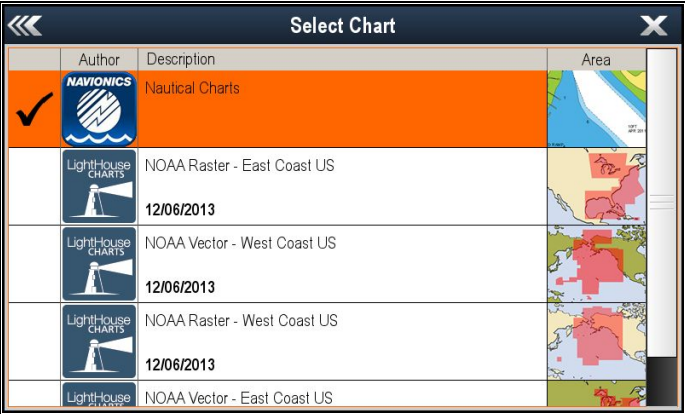 Select Chart
Author Description Area
NAVIONICS
Nautical Charts
LightHouse
CHARTS
NOAA Raster - East Coast US
12/06/2013
LightHouse
CHARTS
NOAA Vector - West Coast US
12/06/2013
LightHouse
CHARTS
NOAA Raster - West Coast US
12/06/2013
LightHouse
CHARTS
NOAA Vector - East Coast US